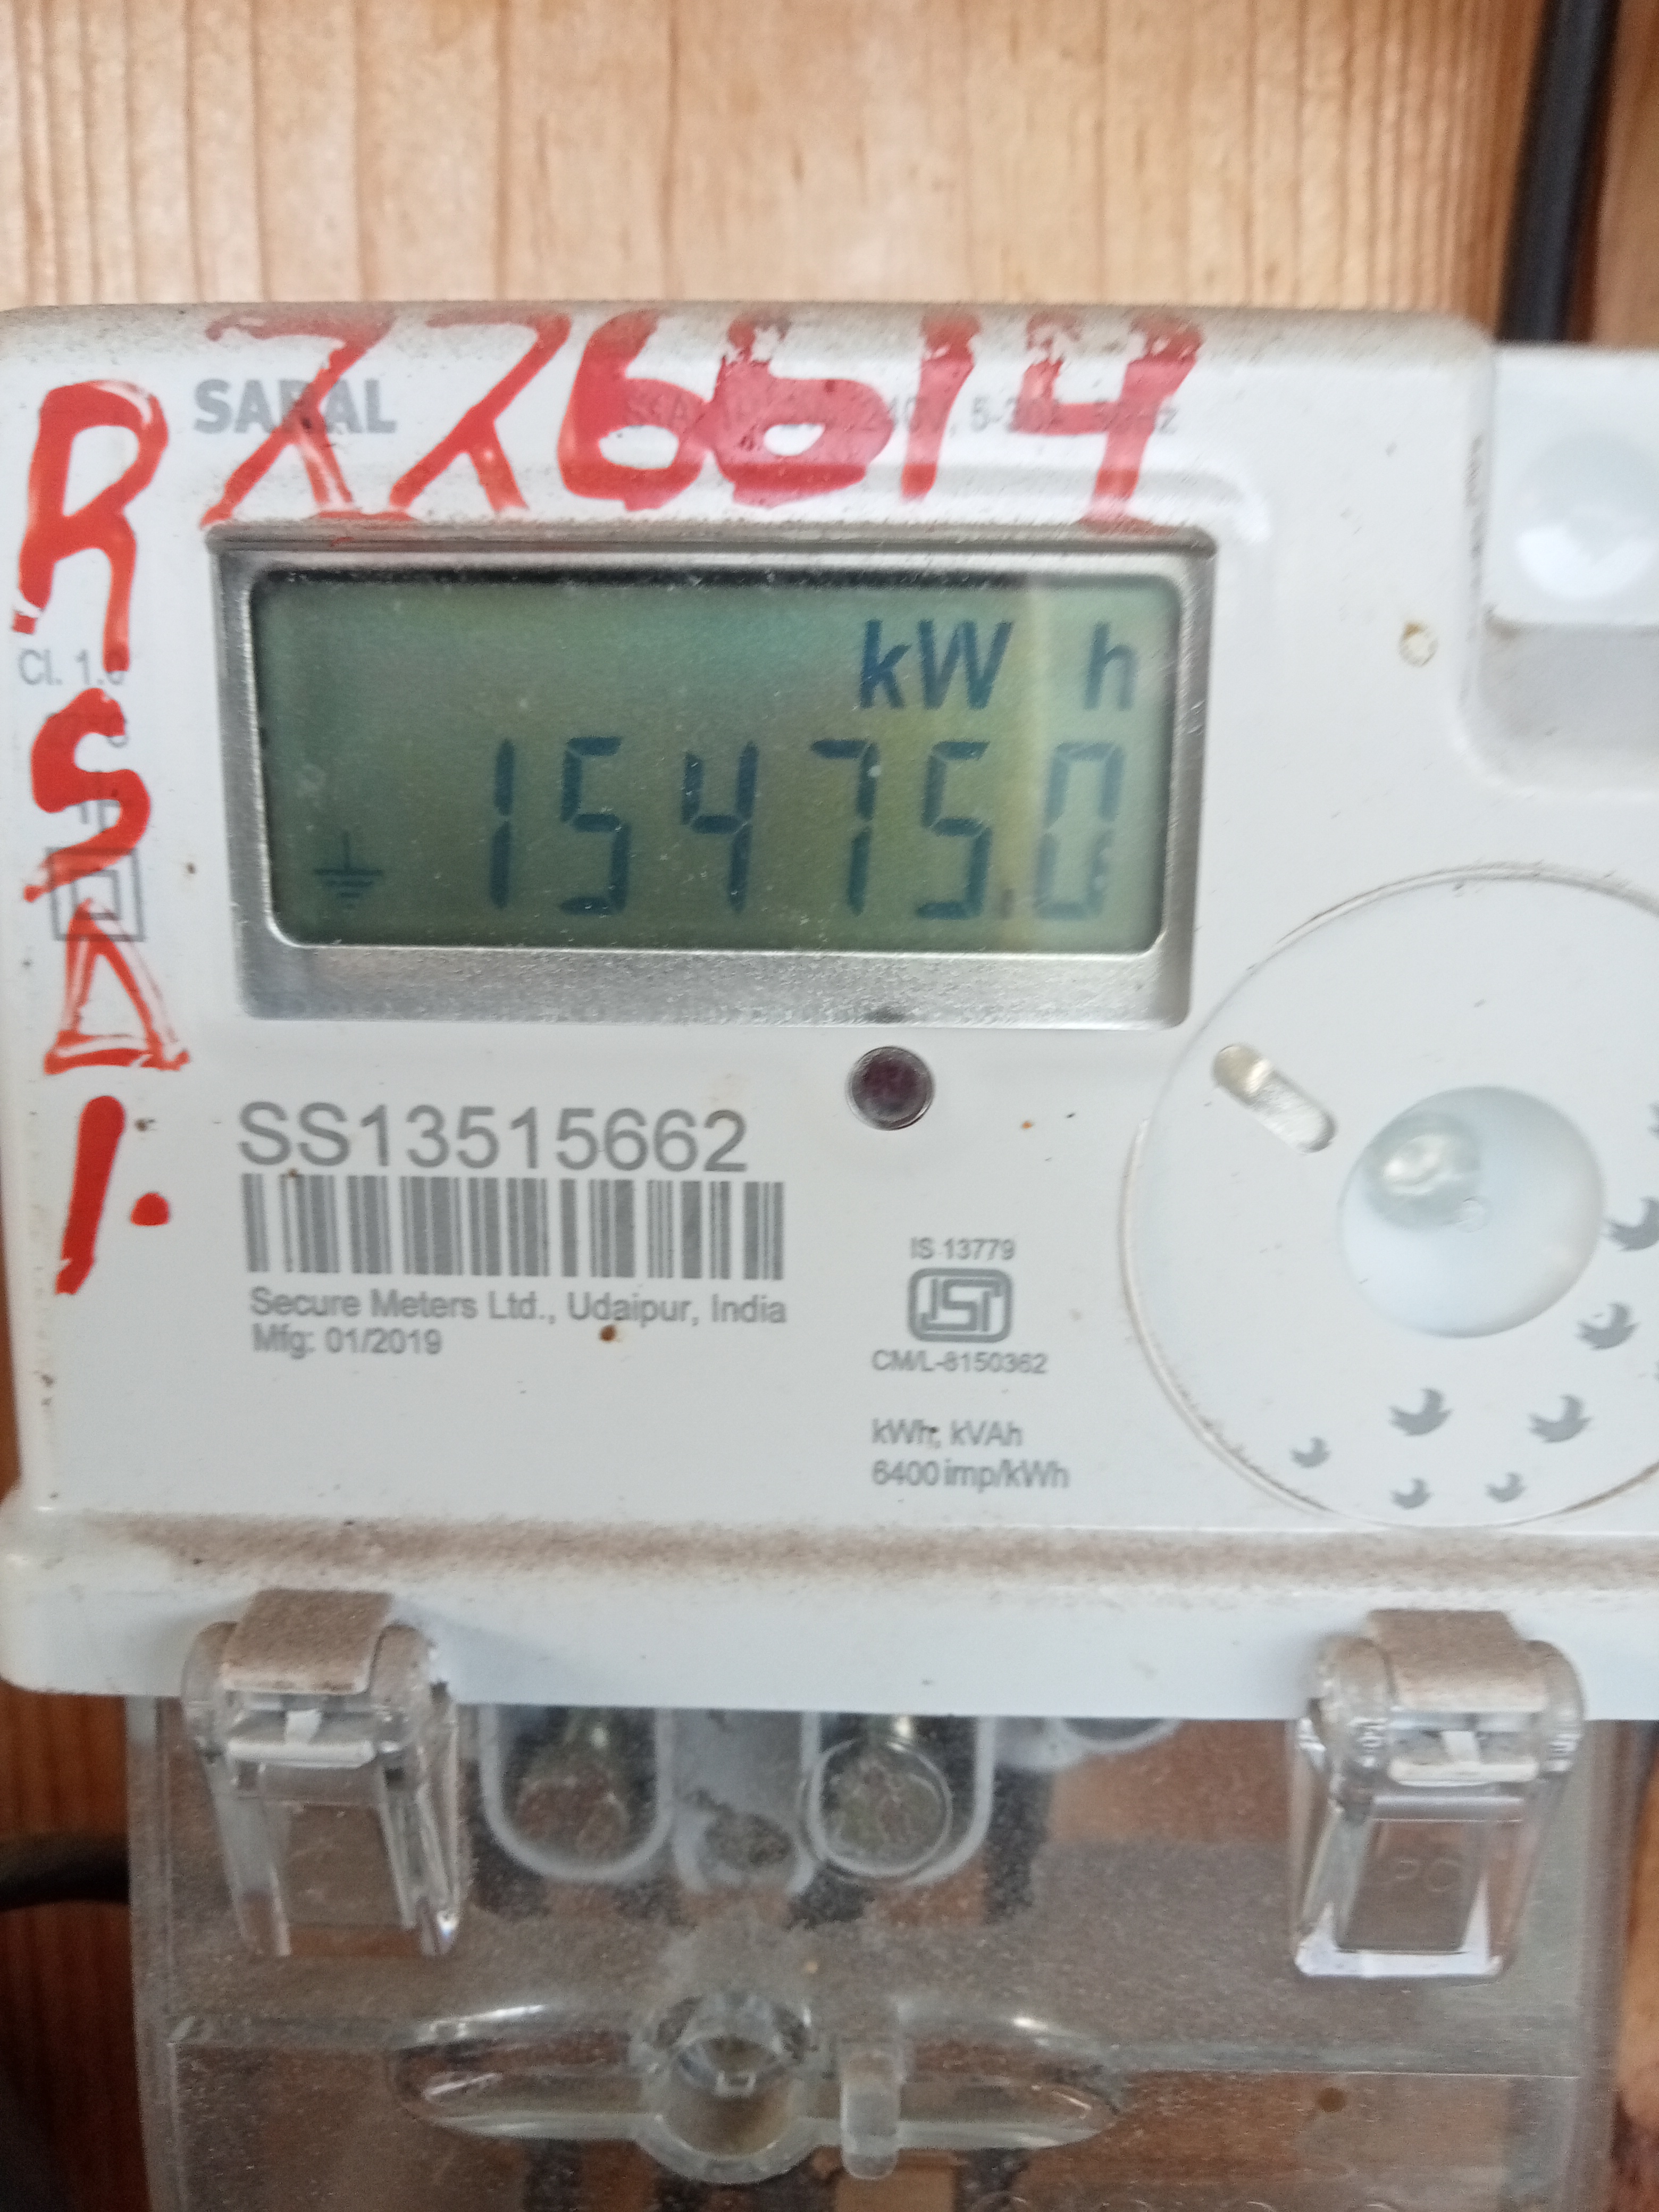 SARAL
776614
R
S
D
1.
Cl. 1.0
kW h
15475.0
SS13515662
Secure Meters Ltd., Udaipur, India
Mfg: 01/2019
IS 13779
ISI
CM/L-8150362
kWh; kVAh
6400 imp/kWh